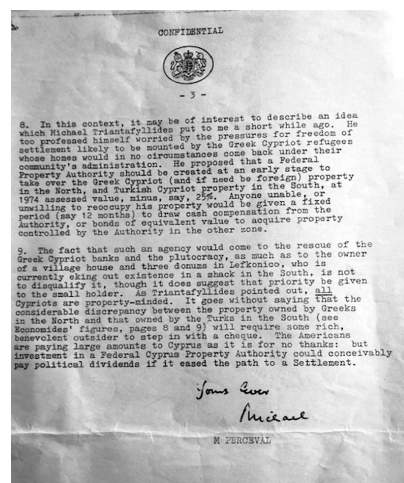 CONFIDENTIAL
- 3 -
8. In this context, it may be of interest to describe an idea
which Michael Triantafyllides put to me a short while ago. He
too professed himself worried by the pressures for freedom of
settlement likely to be mounted by the Greek Cypriot refugees
whose homes would in no circumstances come back under their
community's administration. He proposed that a Federal
Property Authority should be created at an early stage to
take over the Greek Cypriot (and if need be foreign) property
in the North, and Turkish Cypriot property in the South, at
1974 assessed value, minus, say, 25%. Anyone unable, or
unwilling to reoccupy his property would be given a fixed
period (say 12 months) to draw cash compensation from the
Authority, or bonds of equivalent value to acquire property
controlled by the Authority in the other zone.
9. The fact that such an agency would come to the rescue of the
Greek Cypriot banks and the plutocracy, as much as to the owner
of a village house and three donums in Lefkonico, who is
currently eking out existence in a shack in the South, is not
to disqualify it, though it does suggest that priority be given
to the small holder. As Triantafyllides pointed out, all
Cypriots are property-minded. It goes without saying that the
considerable discrepancy between the property owned by Greeks
in the North and that owned by the Turks in the South (see
Economides' figures, pages 8 and 9) will require some rich,
benevolent outsider to step in with a cheque. The Americans
are paying large amounts to Cyprus as it is for no thanks: but
investment in a Federal Cyprus Property Authority could conceivably
pay political dividends if it eased the path to a Settlement.
Yours Ever
Michael
M PERCEVAL